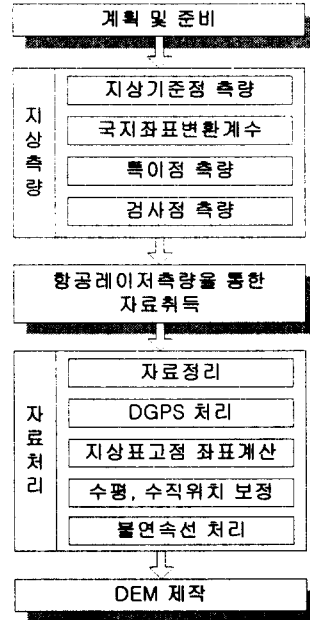 계획 및 준비
지상측량
지상기준점 측량
국지좌표변환계수
특이점 측량
검사점 측량
항공레이저측량을 통한
자료취득
자료처리
자료정리
DGPS 처리
지상표고점 좌표계산
수평, 수직위치 보정
불연속선 처리
DEM 제작